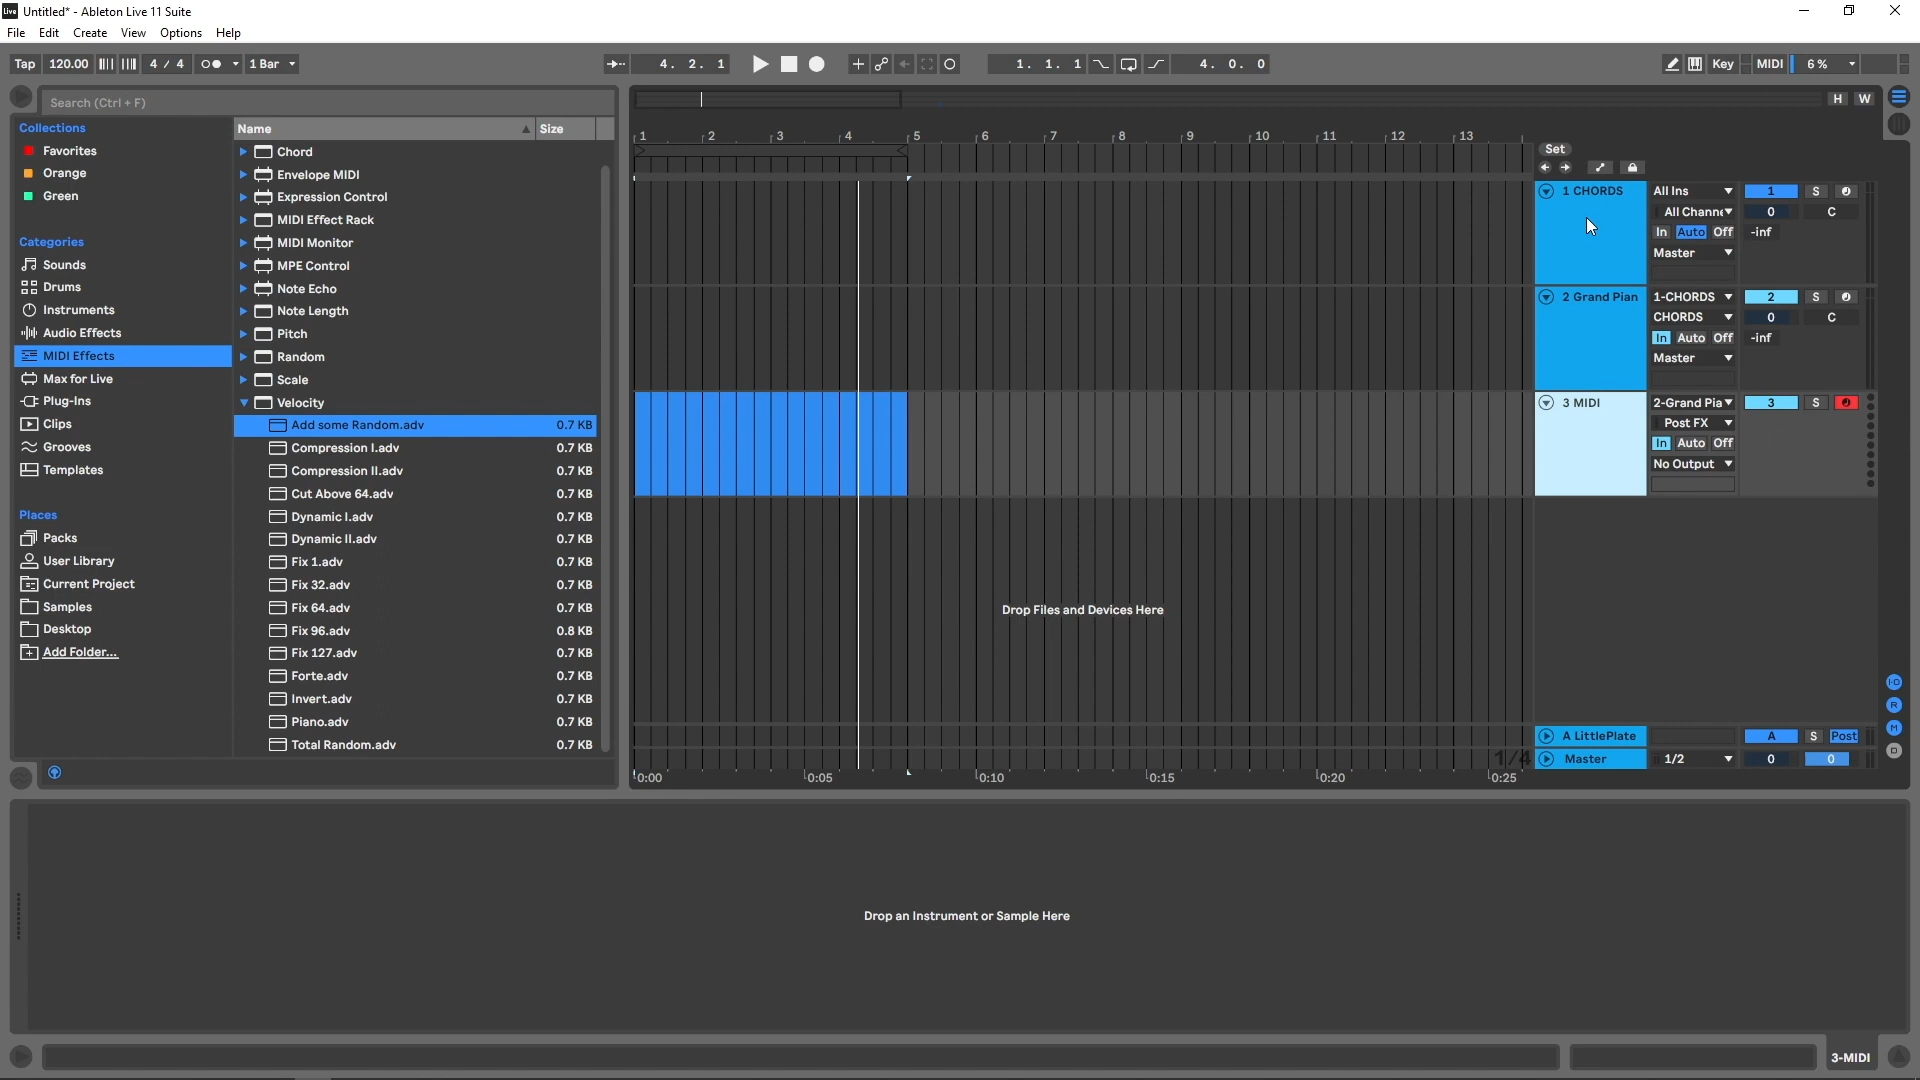 Live Untitled* - Ableton Live 11 Suite
File Edit Create View Options Help
Tap 120.00 4 / 4 1 Bar 4. 2. 1 1. 1. 1 4. 0. 0 Key MIDI 6 %
Search (Ctrl + F)
Collections
Favorites
Orange
Green
Categories
Sounds
Drums
Instruments
Audio Effects
MIDI Effects
Max for Live
Plug-Ins
Clips
Grooves
Templates
Places
Packs
User Library
Current Project
Samples
Desktop
Add Folder...
Name Size
Chord
Envelope MIDI
Expression Control
MIDI Effect Rack
MIDI Monitor
MPE Control
Note Echo
Note Length
Pitch
Random
Scale
Velocity
Add some Random.adv 0.7 KB
Compression I.adv 0.7 KB
Compression II.adv 0.7 KB
Cut Above 64.adv 0.7 KB
Dynamic I.adv 0.7 KB
Dynamic II.adv 0.7 KB
Fix 1.adv 0.7 KB
Fix 32.adv 0.7 KB
Fix 64.adv 0.7 KB
Fix 96.adv 0.8 KB
Fix 127.adv 0.7 KB
Forte.adv 0.7 KB
Invert.adv 0.7 KB
Piano.adv 0.7 KB
Total Random.adv 0.7 KB
H W
1 2 3 4 5 6 7 8 9 10 11 12 13
Set
1 CHORDS All Ins 1 S
All Channe 0 C
In Auto Off -inf
Master
2 Grand Pian 1-CHORDS 2 S
CHORDS 0 C
In Auto Off -inf
Master
3 MIDI 2-Grand Pia 3 S
Post FX
In Auto Off
No Output
Drop Files and Devices Here
A LittlePlate A S Post
1/4 Master 1/2 0 0
0:00 0:05 0:10 0:15 0:20 0:25
I·O
R
M
D
Drop an Instrument or Sample Here
3-MIDI